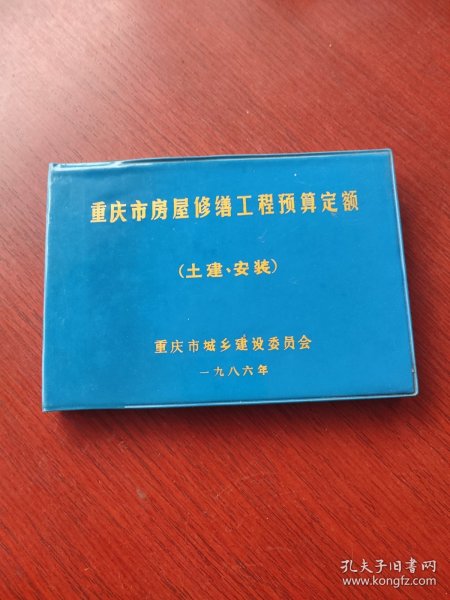 重庆市房屋修缮工程预算定额
（土建、安装）
重庆市城乡建设委员会
一九八六年
孔夫子旧书网
www.kongfz.com